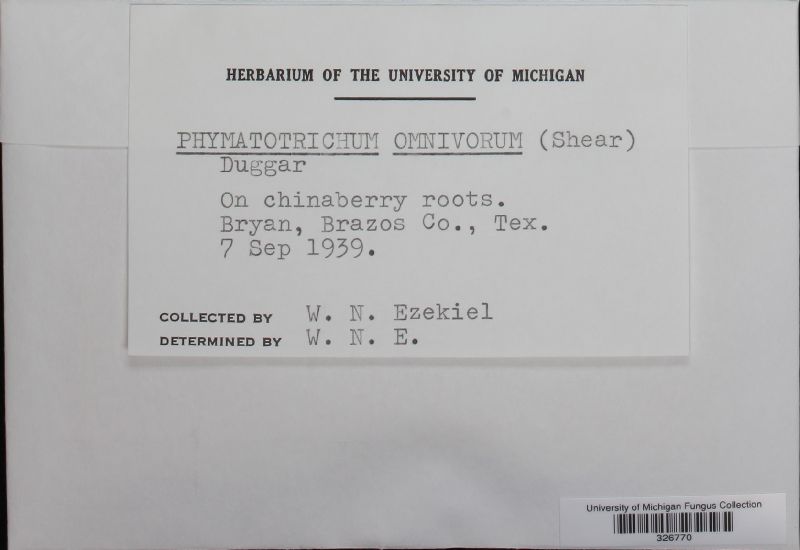 HERBARIUM OF THE UNIVERSITY OF MICHIGAN
PHYMATOTRICHUM OMNIVORUM (Shear)
Duggar
On chinaberry roots.
Bryan, Brazos Co., Tex.
7 Sep 1939.
COLLECTED BY W. N. Ezekiel
DETERMINED BY W. N. E.
University of Michigan Fungus Collection
326770